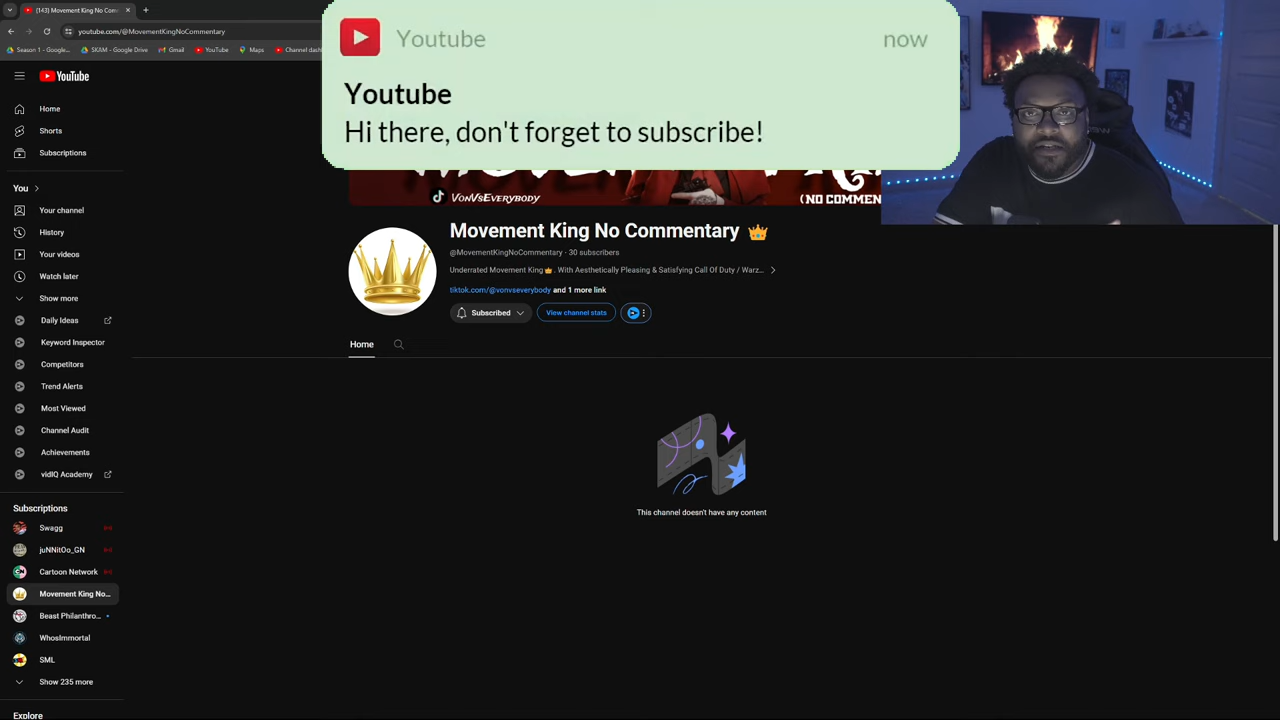 (143) Movement King No Comm
youtube.com/@MovementKingNoCommentary
Season 1 - Google...
SKAM - Google Drive
Gmail
YouTube
Maps
Channel dash
Youtube
now
Youtube
Hi there, don't forget to subscribe!
YouTube
Home
Shorts
Subscriptions
You
Your channel
History
Your videos
Watch later
Show more
Daily Ideas
Keyword Inspector
Competitors
Trend Alerts
Most Viewed
Channel Audit
Achievements
vidIQ Academy
Subscriptions
Swagg
juNNitOo_GN
Cartoon Network
Movement King No...
Beast Philanthro...
WhosImmortal
SML
Show 235 more
Explore
VonVsEverybody
(NO COMMEN
Movement King No Commentary
@MovementKingNoCommentary · 30 subscribers
Underrated Movement King👑 . With Aesthetically Pleasing & Satisfying Call Of Duty / Warz...
tiktok.com/@vonvseverybody and 1 more link
Subscribed
View channel stats
Home
This channel doesn't have any content